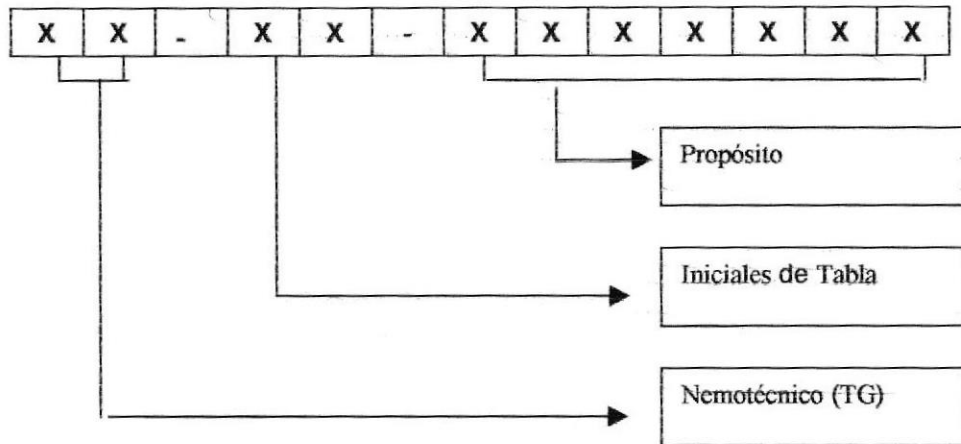 X X - X X - X X X X X X X X
Propósito
Iniciales de Tabla
Nemotécnico (TG)